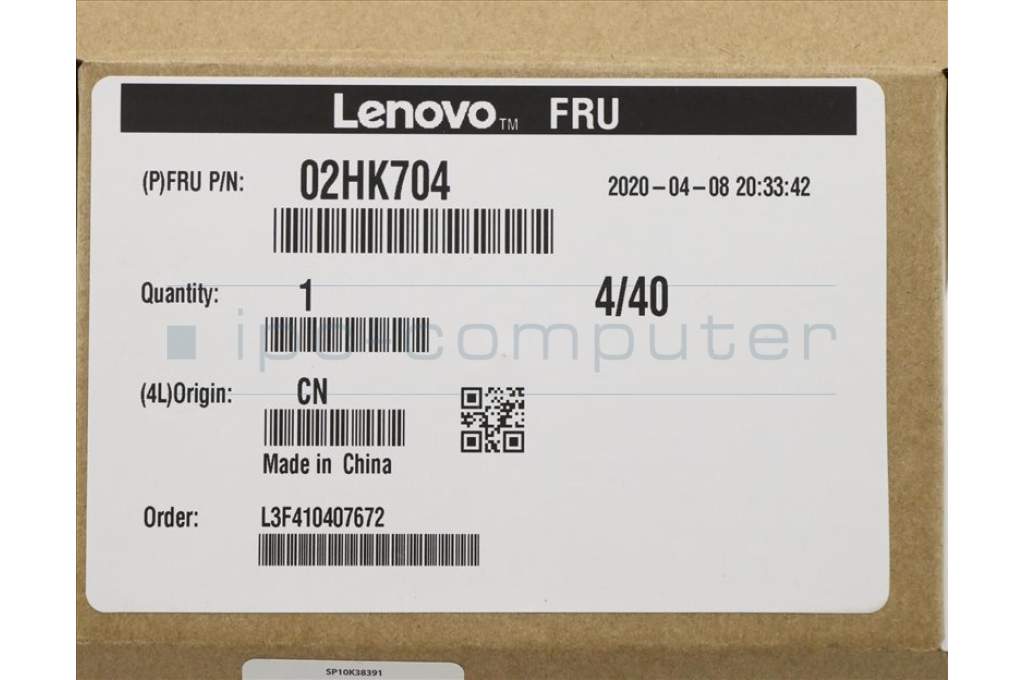 Lenovo™ FRU
(P)FRU P/N: 02HK704 2020-04-08 20:33:42
Quantity: 1 4/40
ipc-computer
(4L)Origin: CN
Made in China
Order: L3F410407672
SP10K38391